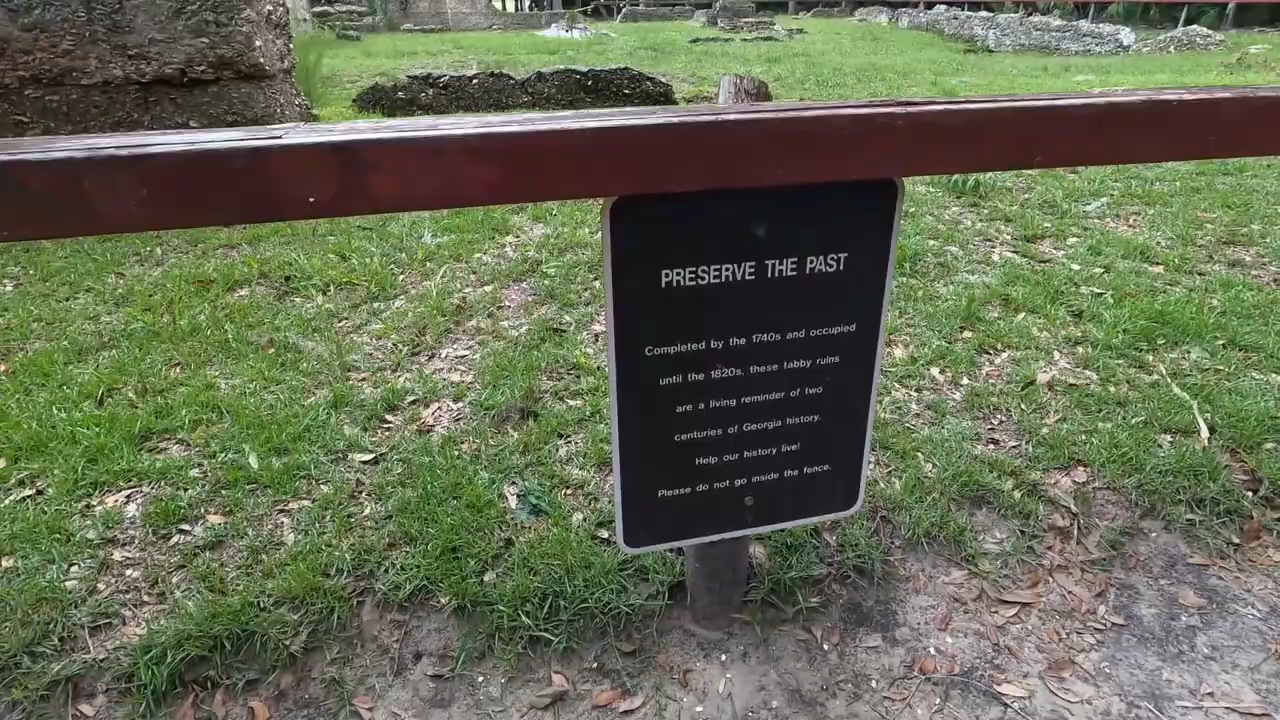 PRESERVE THE PAST
Completed by the 1740s and occupied
until the 1820s, these tabby ruins
are a living reminder of two
centuries of Georgia history.
Help our history live!
Please do not go inside the fence.